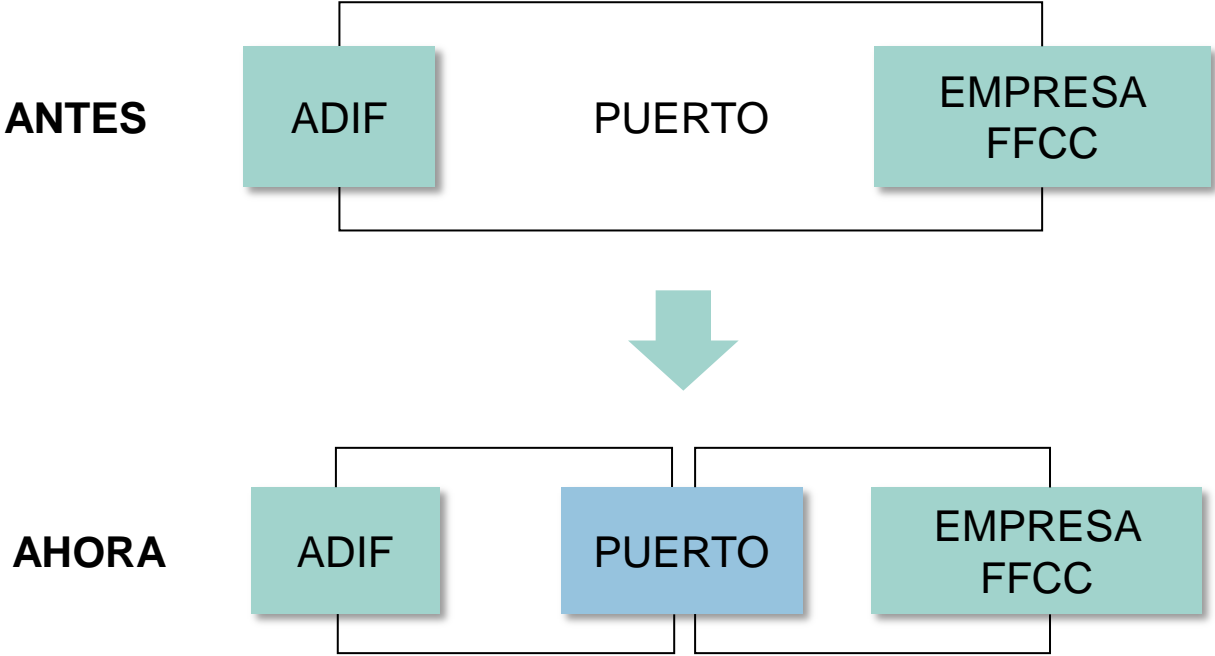 ANTES
ADIF
PUERTO
EMPRESA
FFCC
AHORA
ADIF
PUERTO
EMPRESA
FFCC